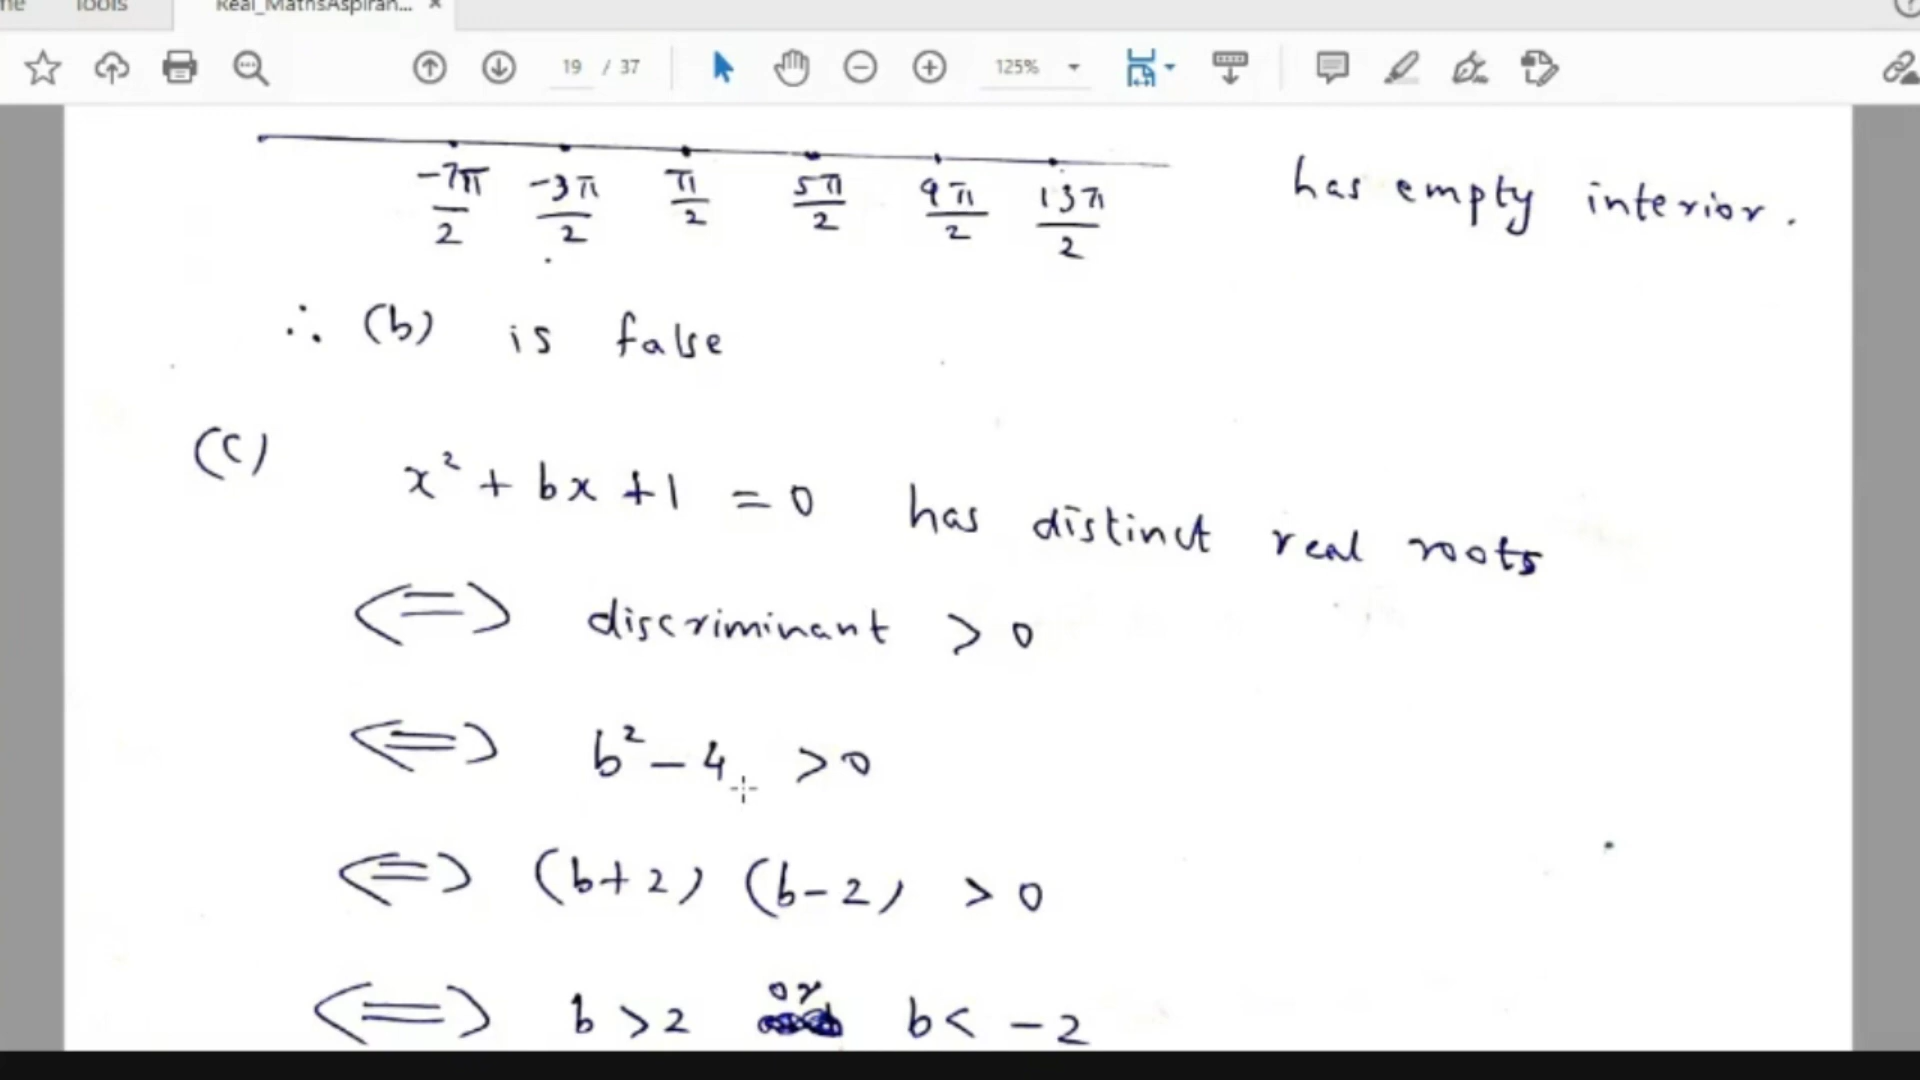 Tools Real_MathsAspiran... ×
19 / 37 125%
-7π/2 -3π/2 π/2 5π/2 9π/2 13π/2 has empty interior.
∴ (b) is false
(c) x² + bx + 1 = 0 has distinct real roots
<=> discriminant > 0
<=> b² - 4 > 0
<=> (b+2) (b-2) > 0
<=> b > 2 or b < -2